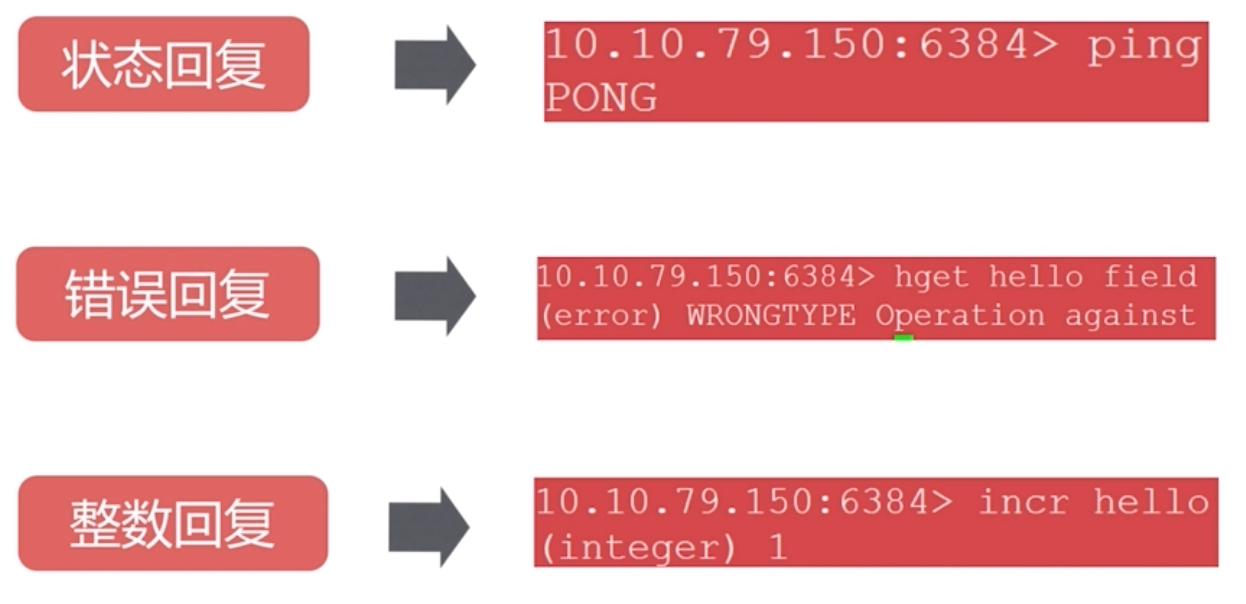 状态回复
10.10.79.150:6384> ping
PONG
错误回复
10.10.79.150:6384> hget hello field
(error) WRONGTYPE Operation against
整数回复
10.10.79.150:6384> incr hello
(integer) 1